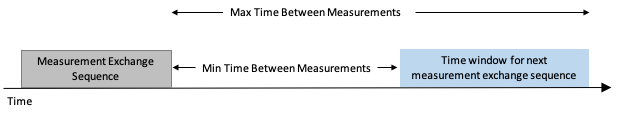 Max Time Between Measurements
Measurement Exchange
Sequence
Min Time Between Measurements
Time window for next
measurement exchange sequence
Time